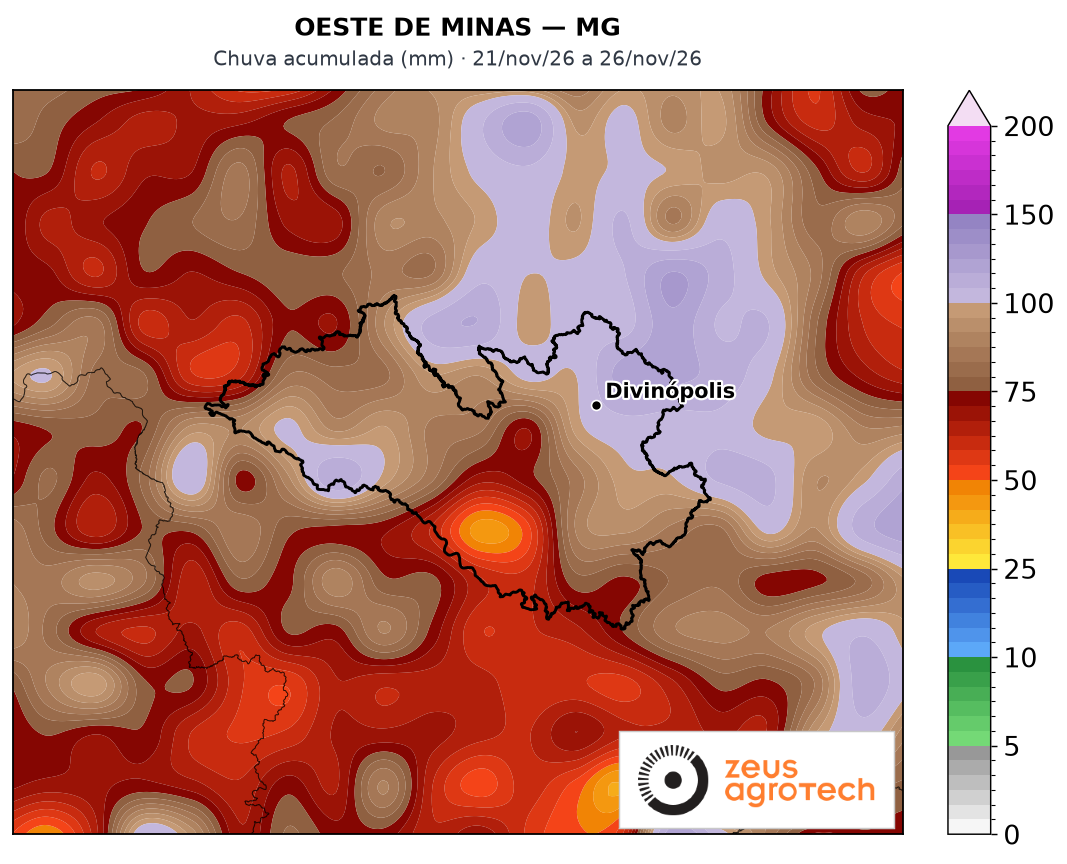 OESTE DE MINAS — MG
Chuva acumulada (mm) · 21/nov/26 a 26/nov/26
200
150
100
75
50
25
10
5
0
Divinópolis
zeus
agroTech